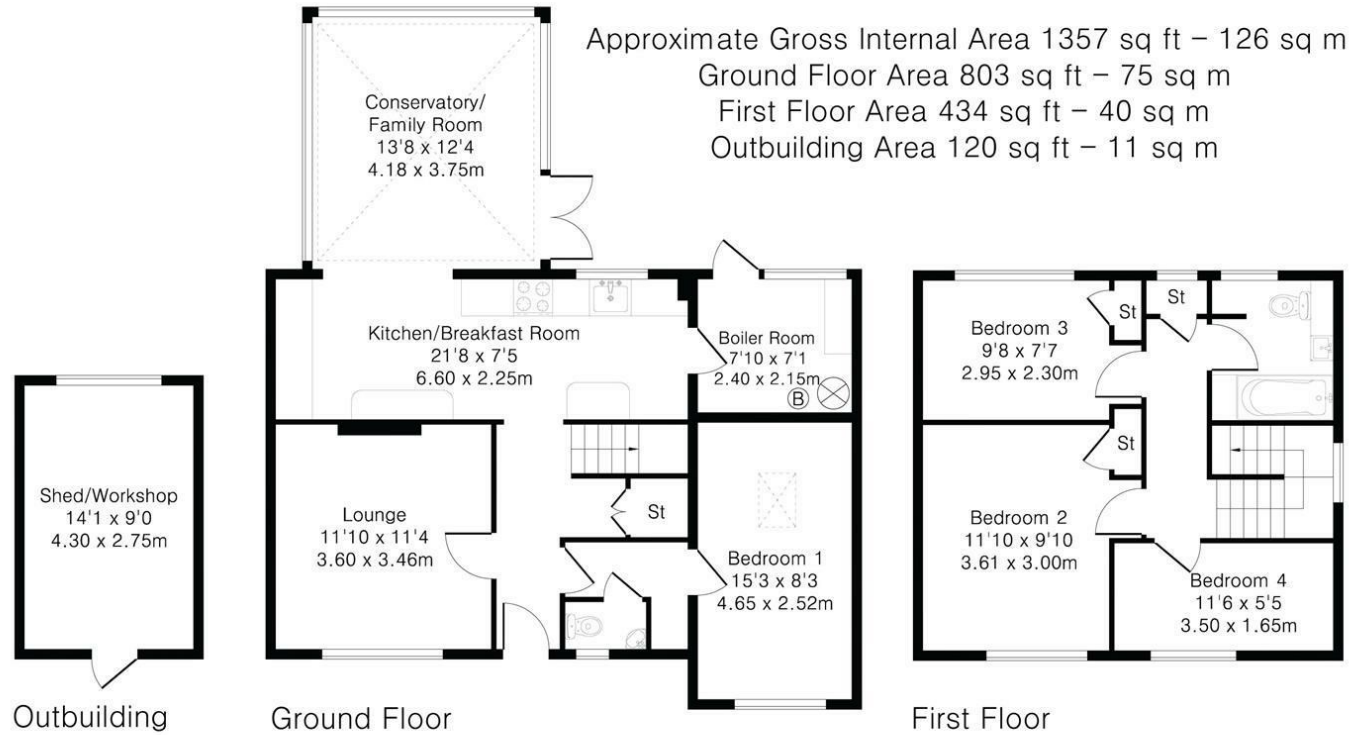 Approximate Gross Internal Area 1357 sq ft – 126 sq m
Ground Floor Area 803 sq ft – 75 sq m
First Floor Area 434 sq ft – 40 sq m
Outbuilding Area 120 sq ft – 11 sq m
Shed/Workshop
14'1 x 9'0
4.30 x 2.75m
Outbuilding
Conservatory/
Family Room
13'8 x 12'4
4.18 x 3.75m
Kitchen/Breakfast Room
21'8 x 7'5
6.60 x 2.25m
Boiler Room
7'10 x 7'1
2.40 x 2.15m
B
Lounge
11'10 x 11'4
3.60 x 3.46m
St
Bedroom 1
15'3 x 8'3
4.65 x 2.52m
Ground Floor
Bedroom 3
9'8 x 7'7
2.95 x 2.30m
St
St
St
Bedroom 2
11'10 x 9'10
3.61 x 3.00m
Bedroom 4
11'6 x 5'5
3.50 x 1.65m
First Floor